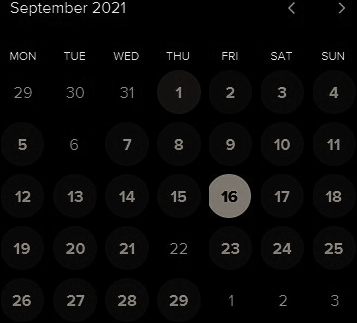 September 2021
MON TUE WED THU FRI SAT SUN
29 30 31 1 2 3 4
5 6 7 8 9 10 11
12 13 14 15 16 17 18
19 20 21 22 23 24 25
26 27 28 29 1 2 3